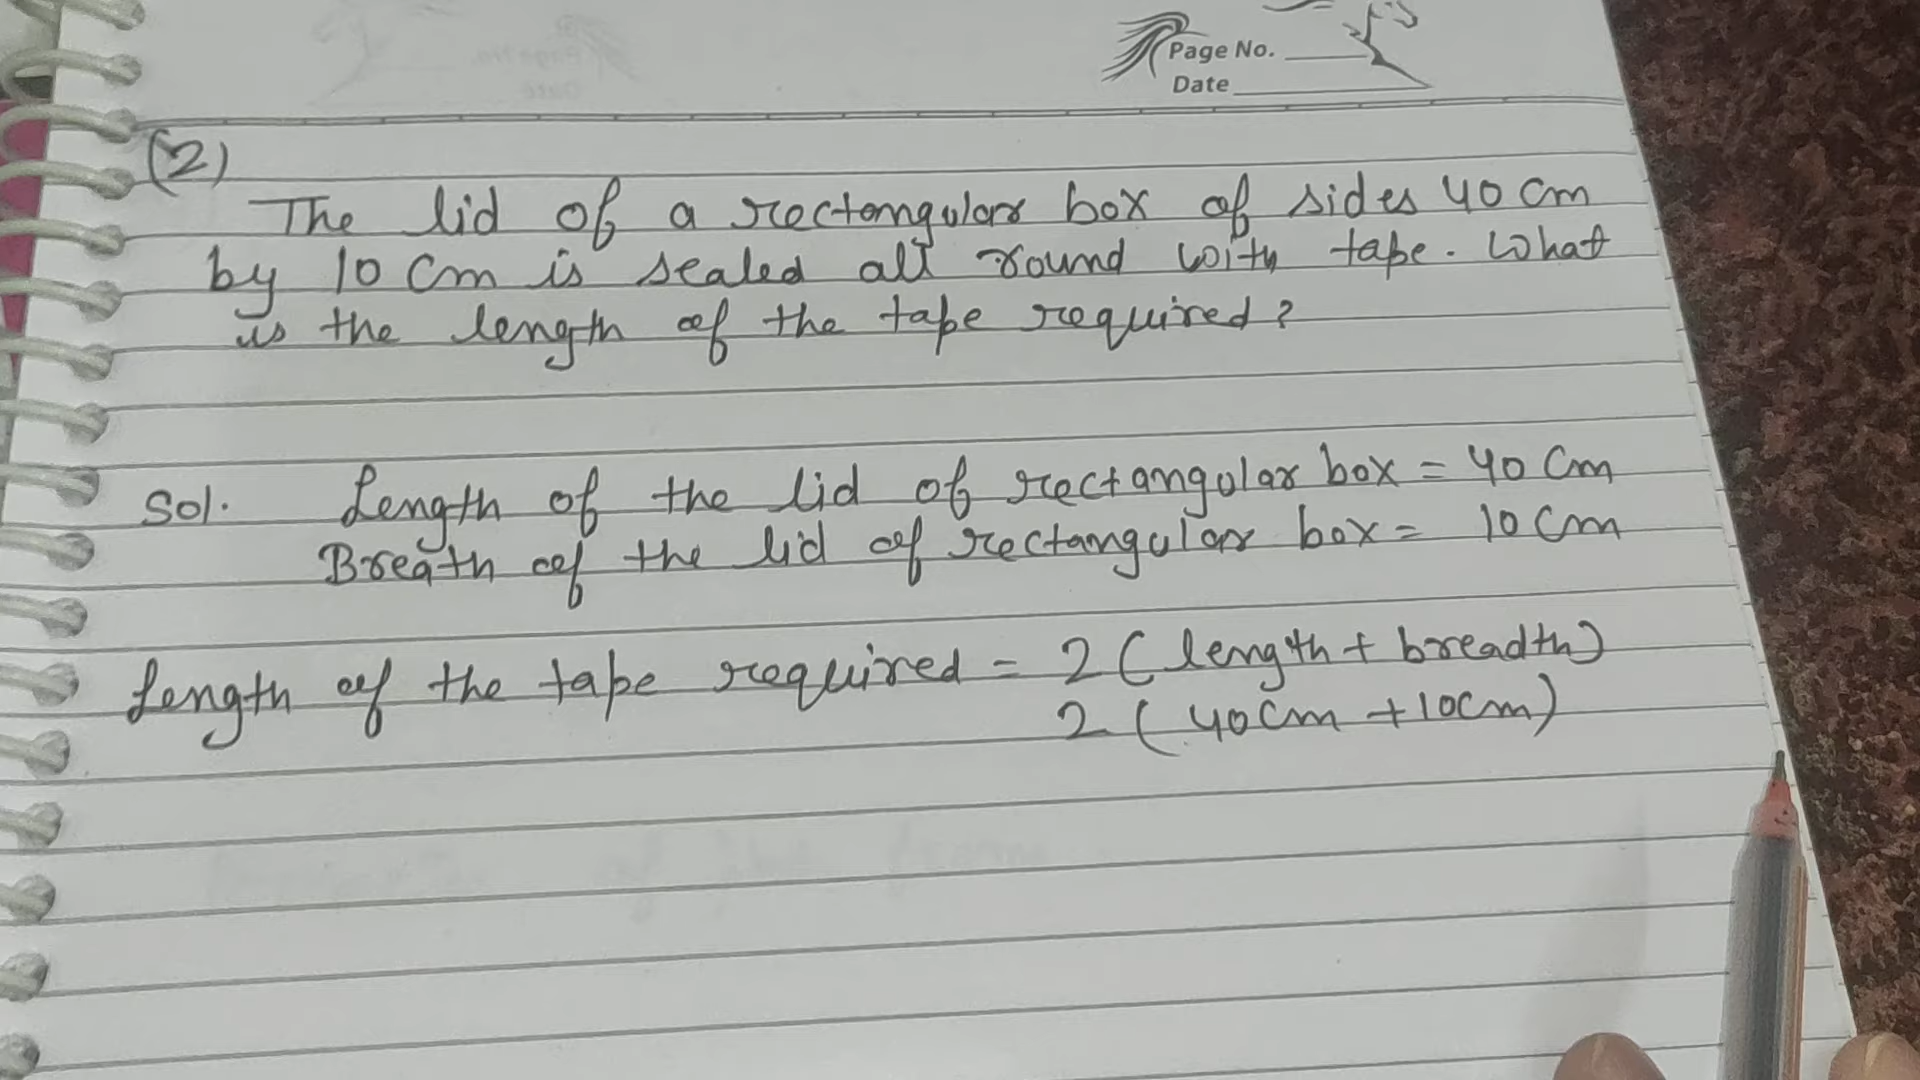 Page No.
Date
(2)
The lid of a rectangular box of sides 40 cm
by 10 cm is sealed all round with tape. What
is the length of the tape required?
Sol. Length of the lid of rectangular box = 40 cm
Breath of the lid of rectangular box = 10 cm
Length of the tape required = 2 ( length + breadth)
2 ( 40cm + 10cm)